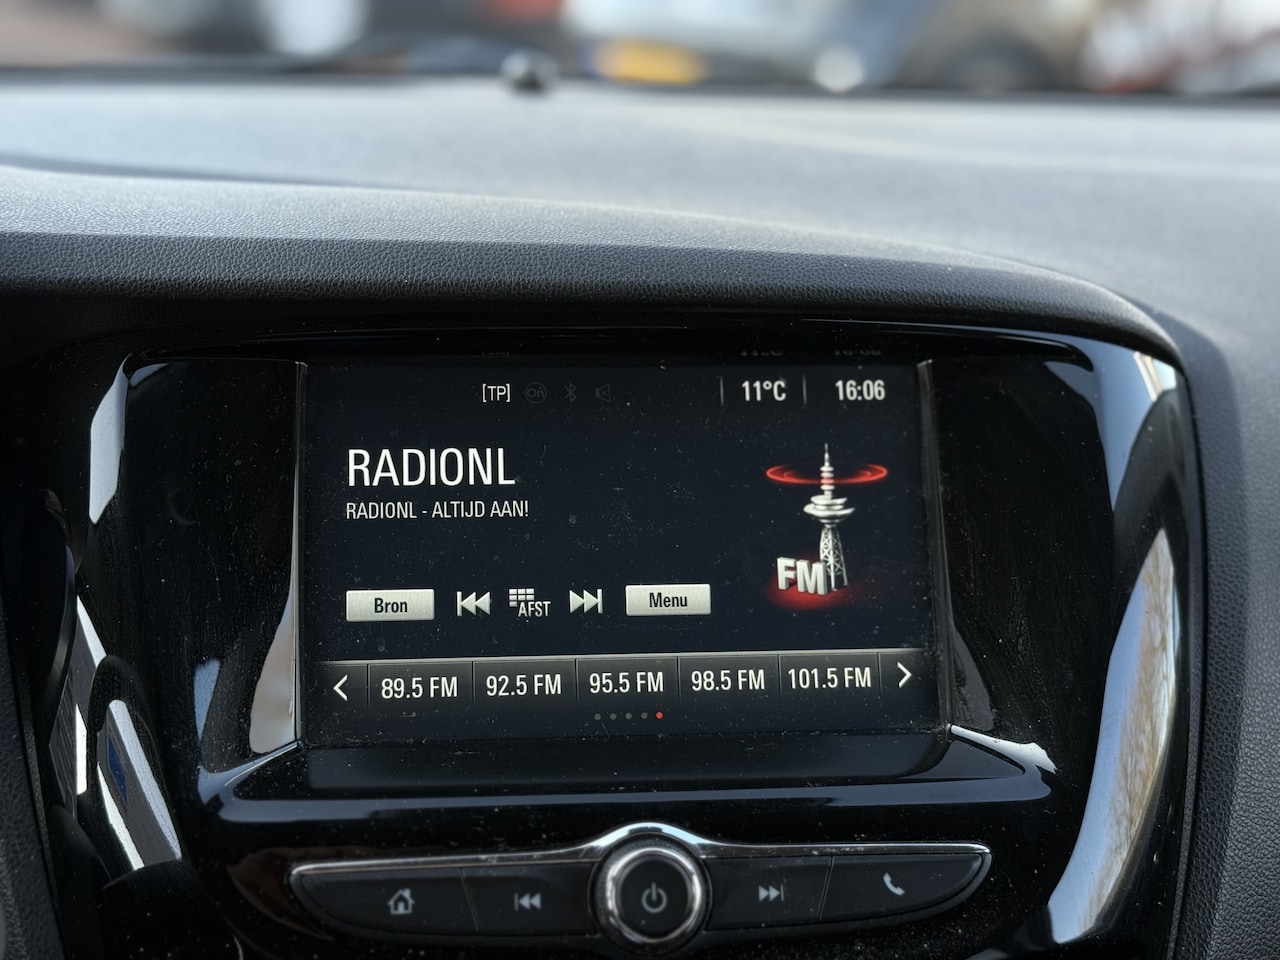 [TP] On 11°C 16:06
RADIONL
RADIONL - ALTIJD AAN!
FM
Bron AFST Menu
89.5 FM 92.5 FM 95.5 FM 98.5 FM 101.5 FM